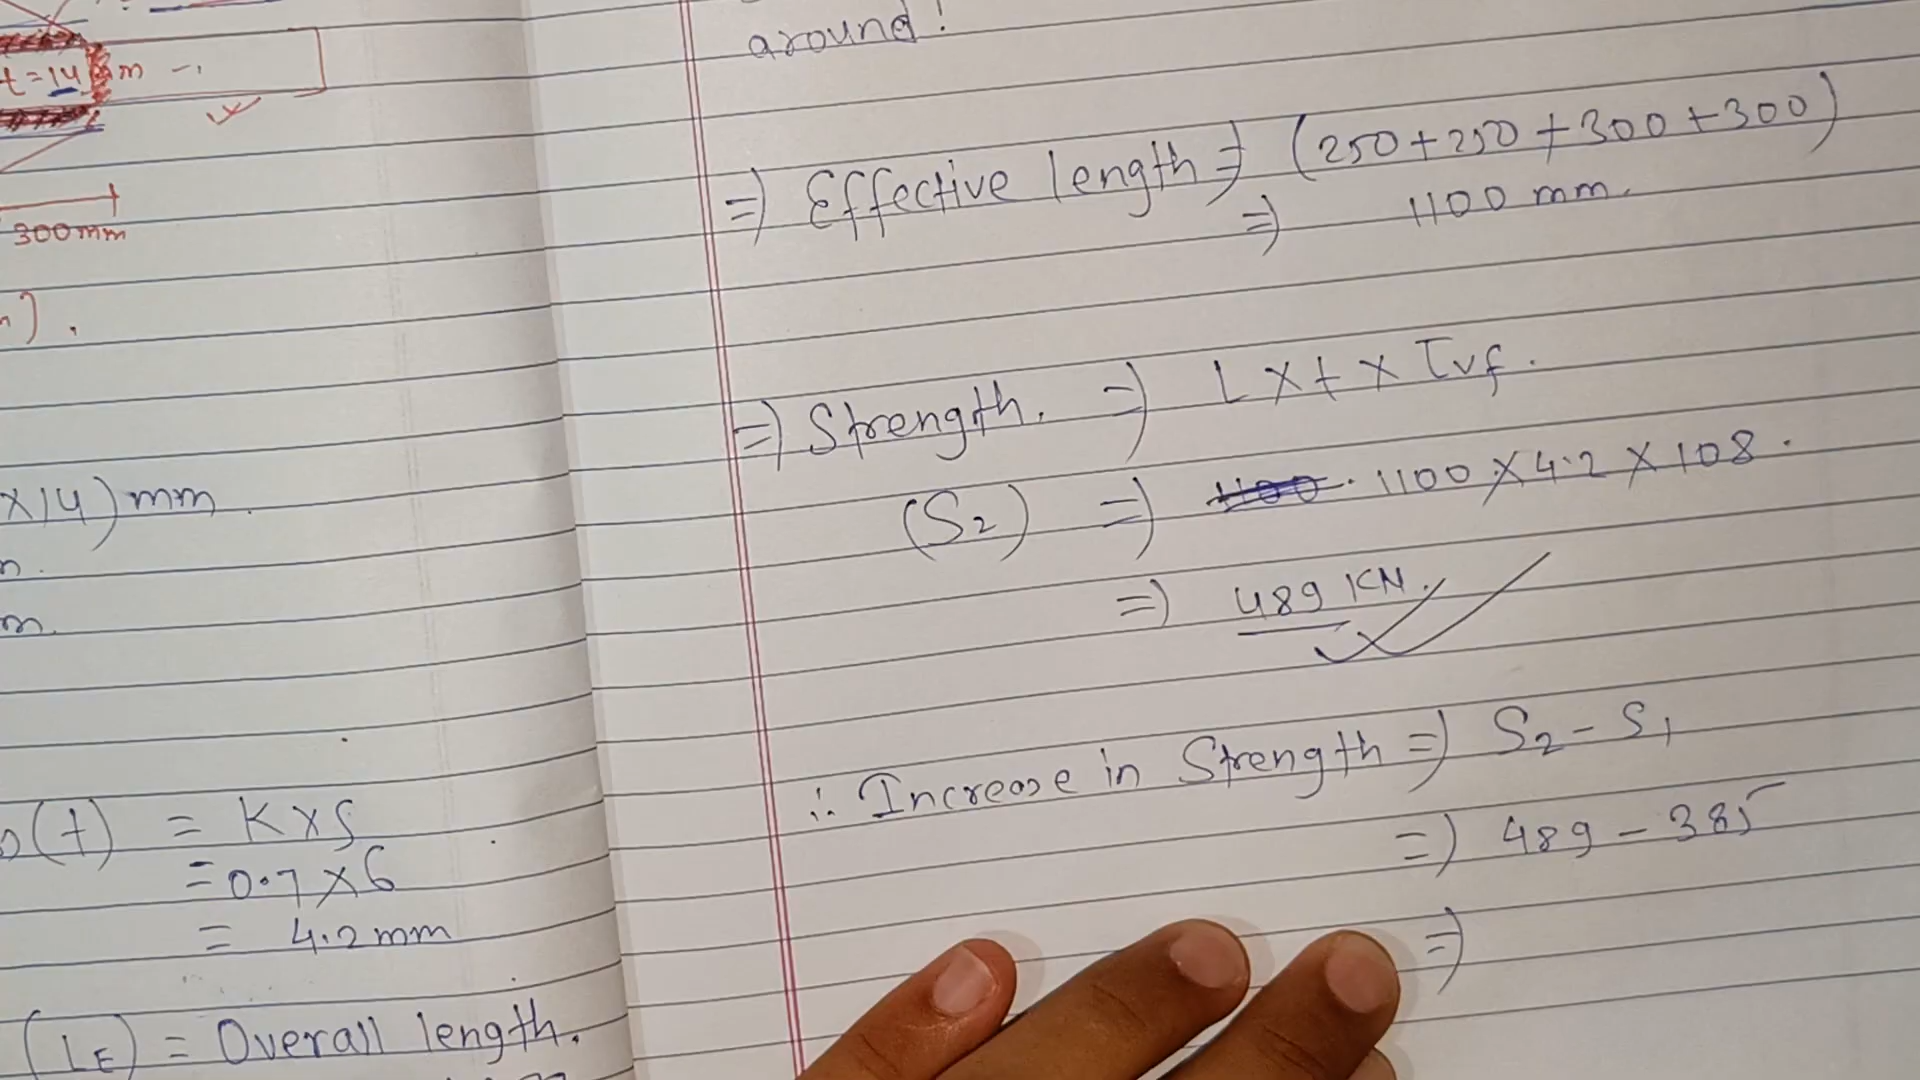 t = 14 mm
300mm
x14) mm
(t) = K x S
= 0.7 x 6
= 4.2 mm
(LE) = Overall length.
around!
=) Effective length =) (250+250+300+300)
=) 1100 mm.
=) Strength. =) L x t x τvf.
(S2) =) 1100 x 4.2 x 108.
=) 489 KN.
∴ Increase in Strength =) S2 - S1
=) 489 - 385
=)